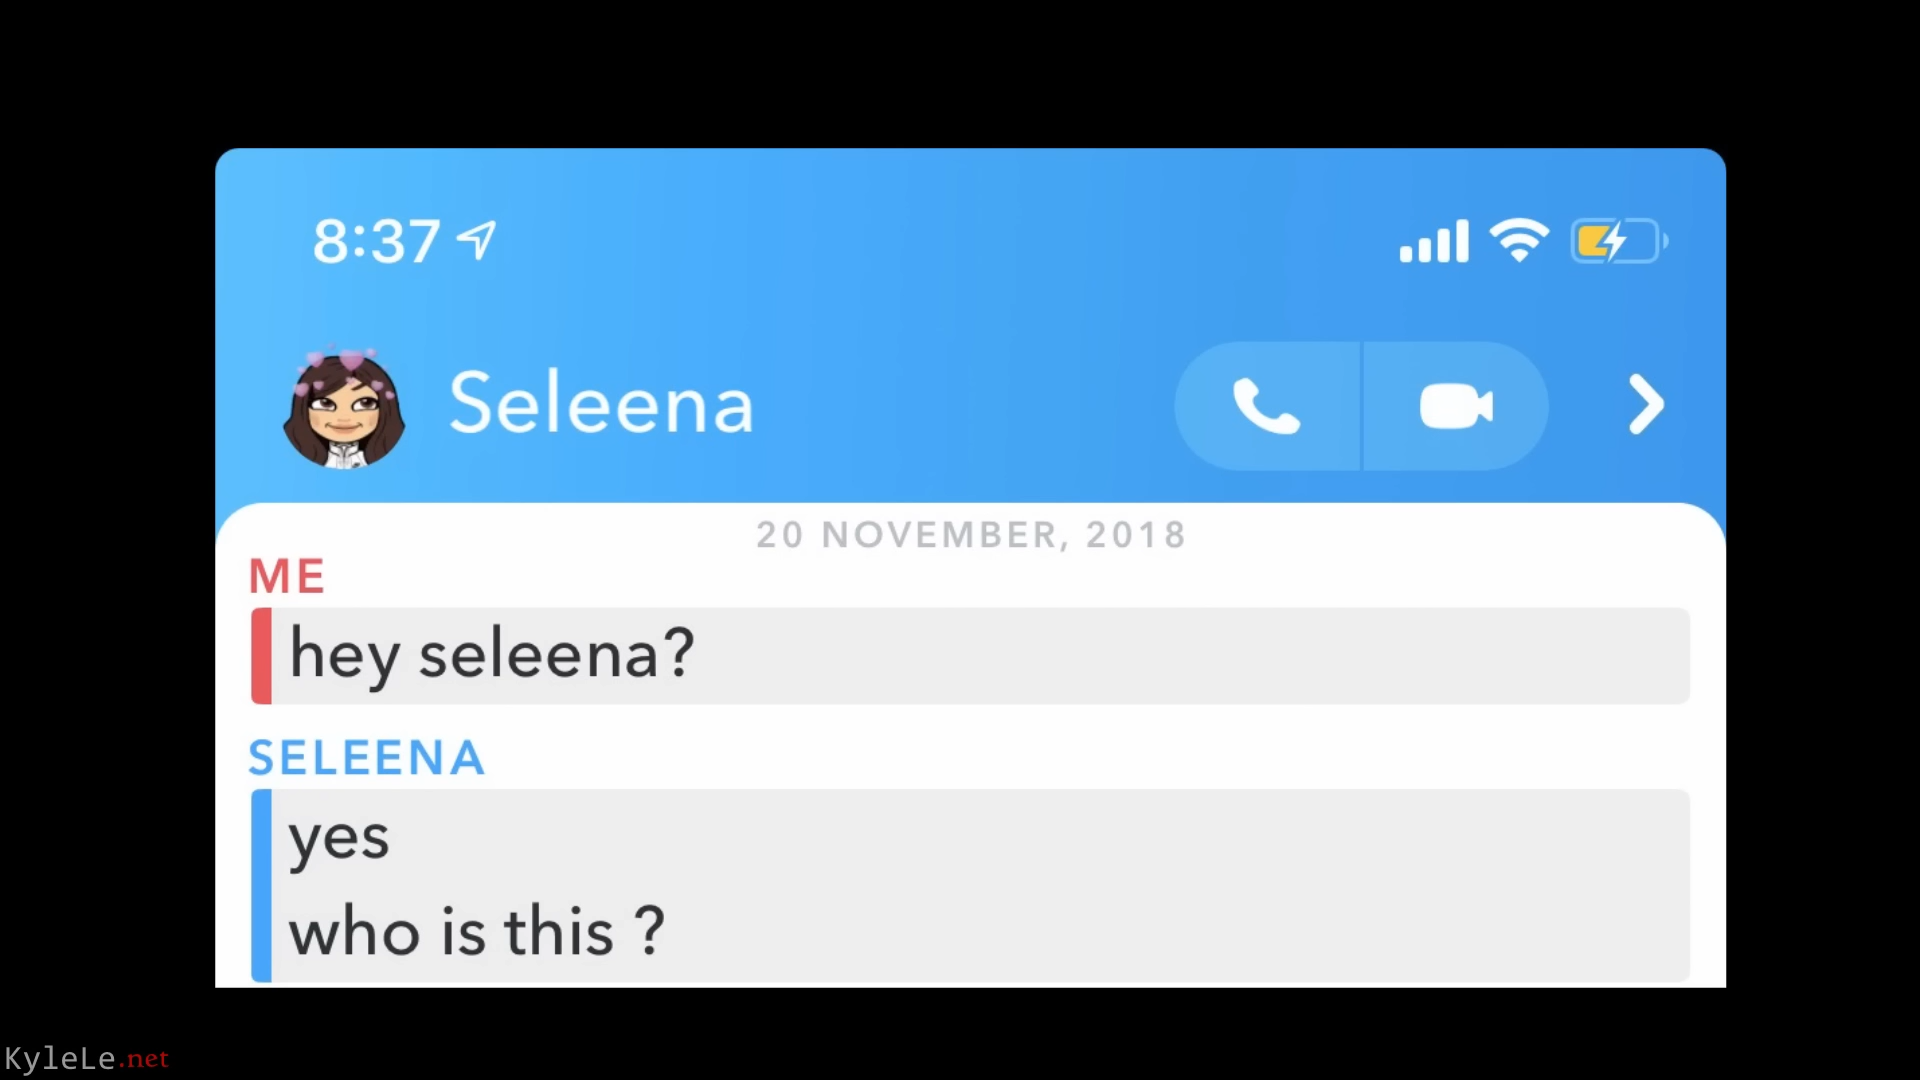 8:37
Seleena
20 NOVEMBER, 2018
ME
hey seleena?
SELEENA
yes
who is this ?
KyleLe.net